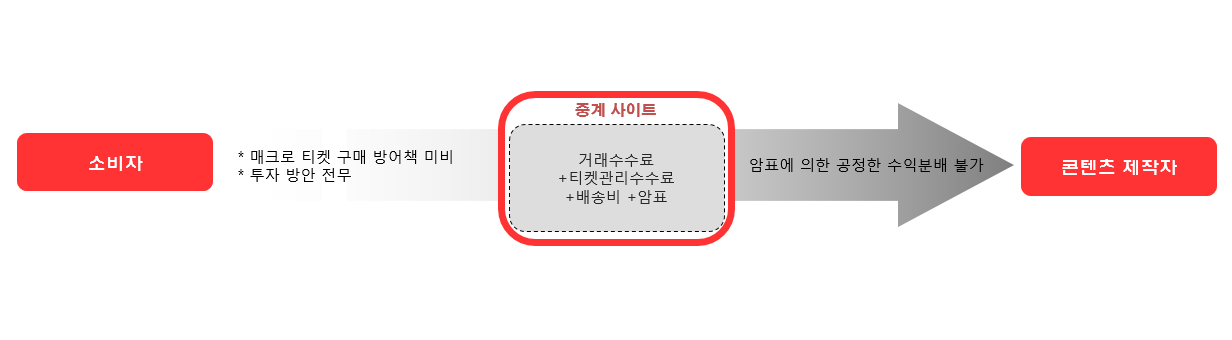 중계 사이트
소비자
* 매크로 티켓 구매 방어책 미비
* 투자 방안 전무
거래수수료
+티켓관리수수료
+배송비 +암표
암표에 의한 공정한 수익분배 불가
콘텐츠 제작자